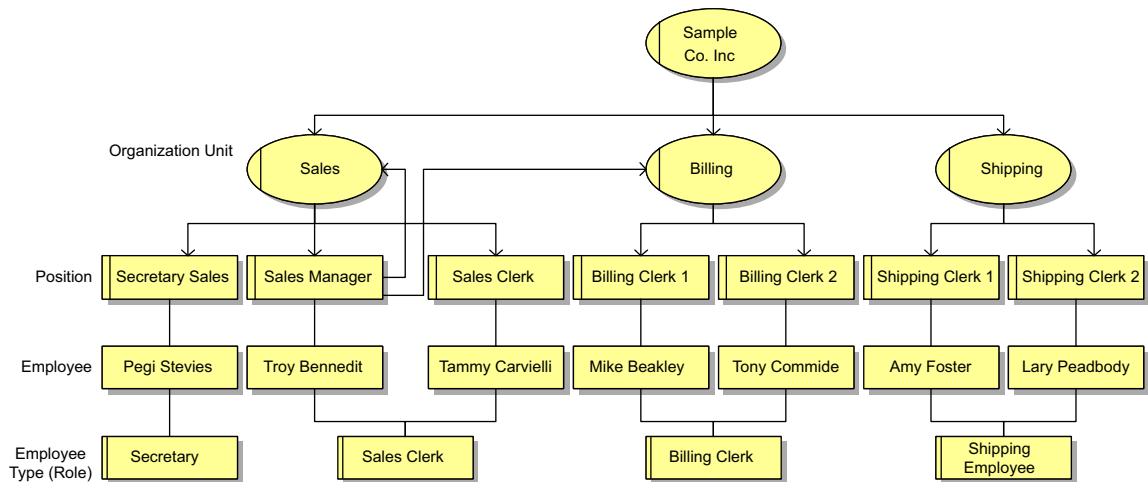 Sample
Co. Inc
Organization Unit
Sales
Billing
Shipping
Position
Secretary Sales
Sales Manager
Sales Clerk
Billing Clerk 1
Billing Clerk 2
Shipping Clerk 1
Shipping Clerk 2
Employee
Pegi Stevies
Troy Bennedit
Tammy Carvielli
Mike Beakley
Tony Commide
Amy Foster
Lary Peadbody
Employee
Type (Role)
Secretary
Sales Clerk
Billing Clerk
Shipping
Employee